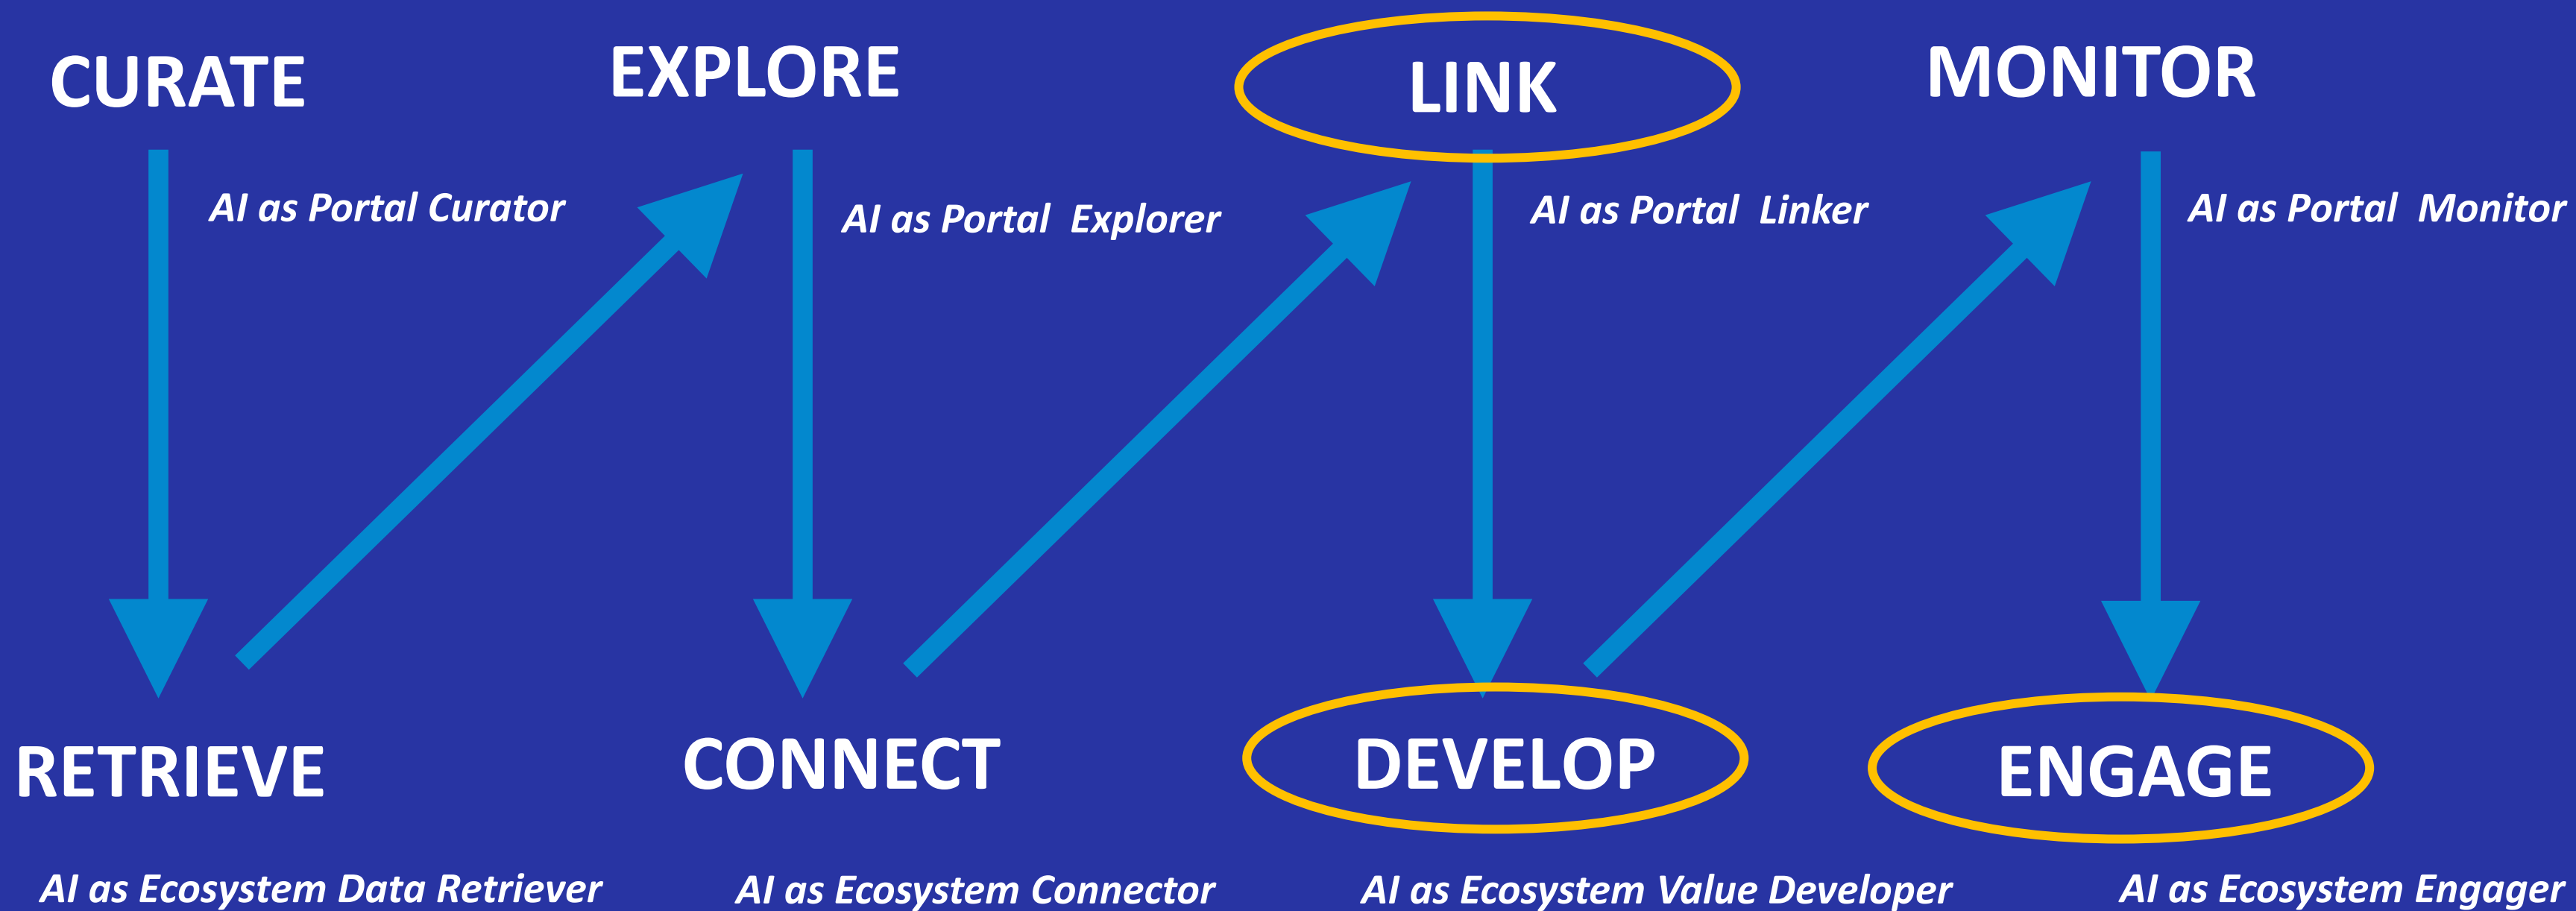 CURATE
EXPLORE
LINK
MONITOR
AI as Portal Curator
AI as Portal  Explorer
AI as Portal  Linker
AI as Portal  Monitor
RETRIEVE
CONNECT
DEVELOP
ENGAGE
AI as Ecosystem Data Retriever
AI as Ecosystem Connector
AI as Ecosystem Value Developer
AI as Ecosystem Engager